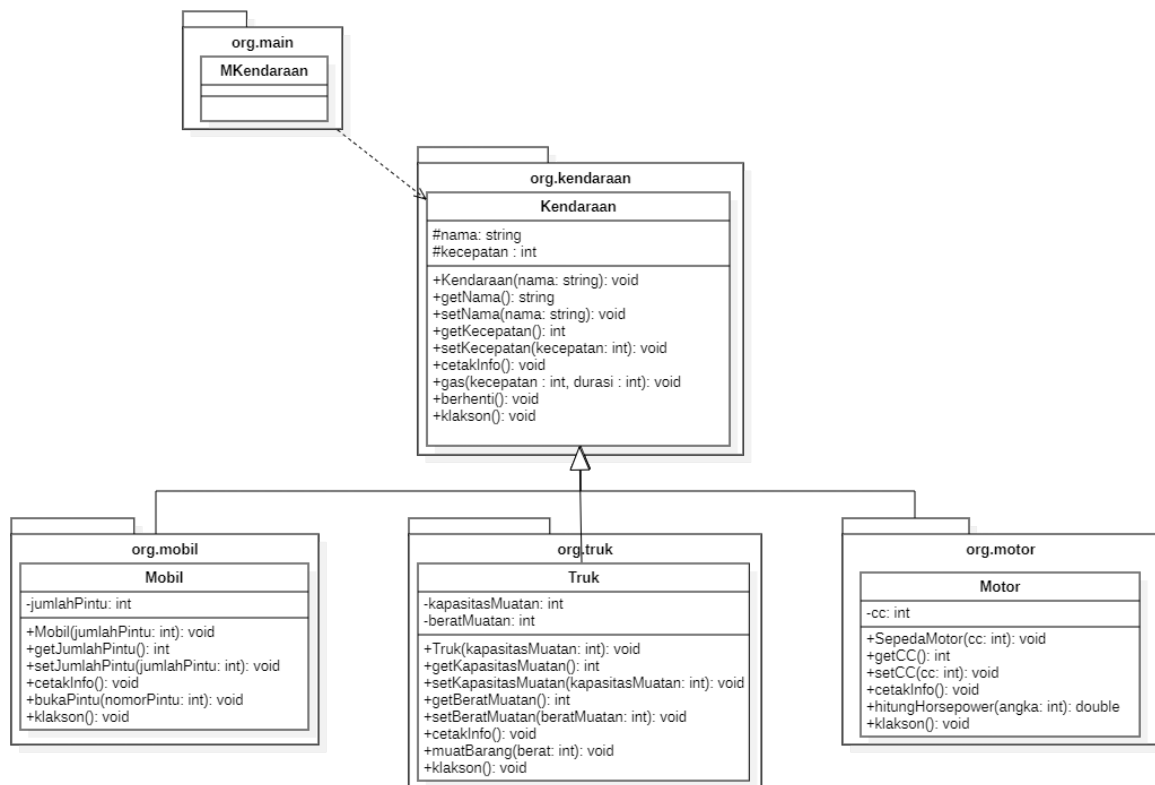 org.main
MKendaraan
org.kendaraan
Kendaraan
#nama: string
#kecepatan : int
+Kendaraan(nama: string): void
+getNama(): string
+setNama(nama: string): void
+getKecepatan(): int
+setKecepatan(kecepatan: int): void
+cetakInfo(): void
+gas(kecepatan : int, durasi : int): void
+berhenti(): void
+klakson(): void
org.mobil
Mobil
-jumlahPintu: int
+Mobil(jumlahPintu: int): void
+getJumlahPintu(): int
+setJumlahPintu(jumlahPintu: int): void
+cetakInfo(): void
+bukaPintu(nomorPintu: int): void
+klakson(): void
org.truk
Truk
-kapasitasMuatan: int
-beratMuatan: int
+Truk(kapasitasMuatan: int): void
+getKapasitasMuatan(): int
+setKapasitasMuatan(kapasitasMuatan: int): void
+getBeratMuatan(): int
+setBeratMuatan(beratMuatan: int): void
+cetakInfo(): void
+muatBarang(berat: int): void
+klakson(): void
org.motor
Motor
-cc: int
+SepedaMotor(cc: int): void
+getCC(): int
+setCC(cc: int): void
+cetakInfo(): void
+hitungHorsepower(angka: int): double
+klakson(): void